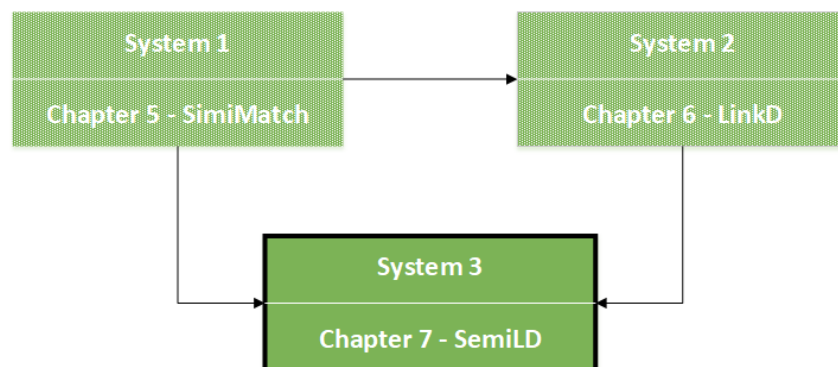 System 1
Chapter 5 - SimiMatch
System 2
Chapter 6 - LinkD
System 3
Chapter 7 - SemiLD